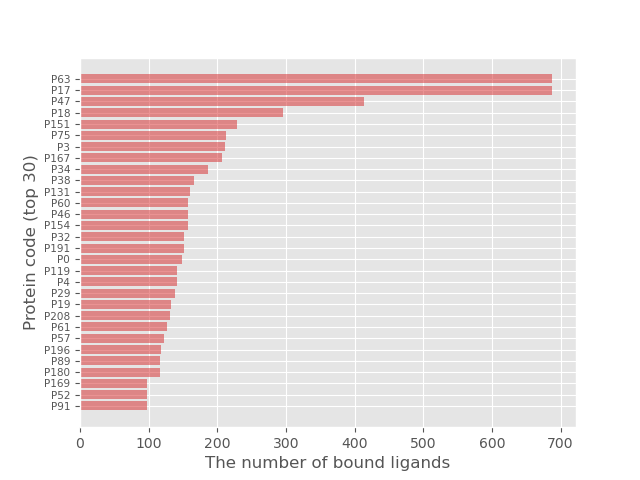 Protein code (top 30)
P63
P17
P47
P18
P151
P75
P3
P167
P34
P38
P131
P60
P46
P154
P32
P191
P0
P119
P4
P29
P19
P208
P61
P57
P196
P89
P180
P169
P52
P91
0 100 200 300 400 500 600 700
The number of bound ligands